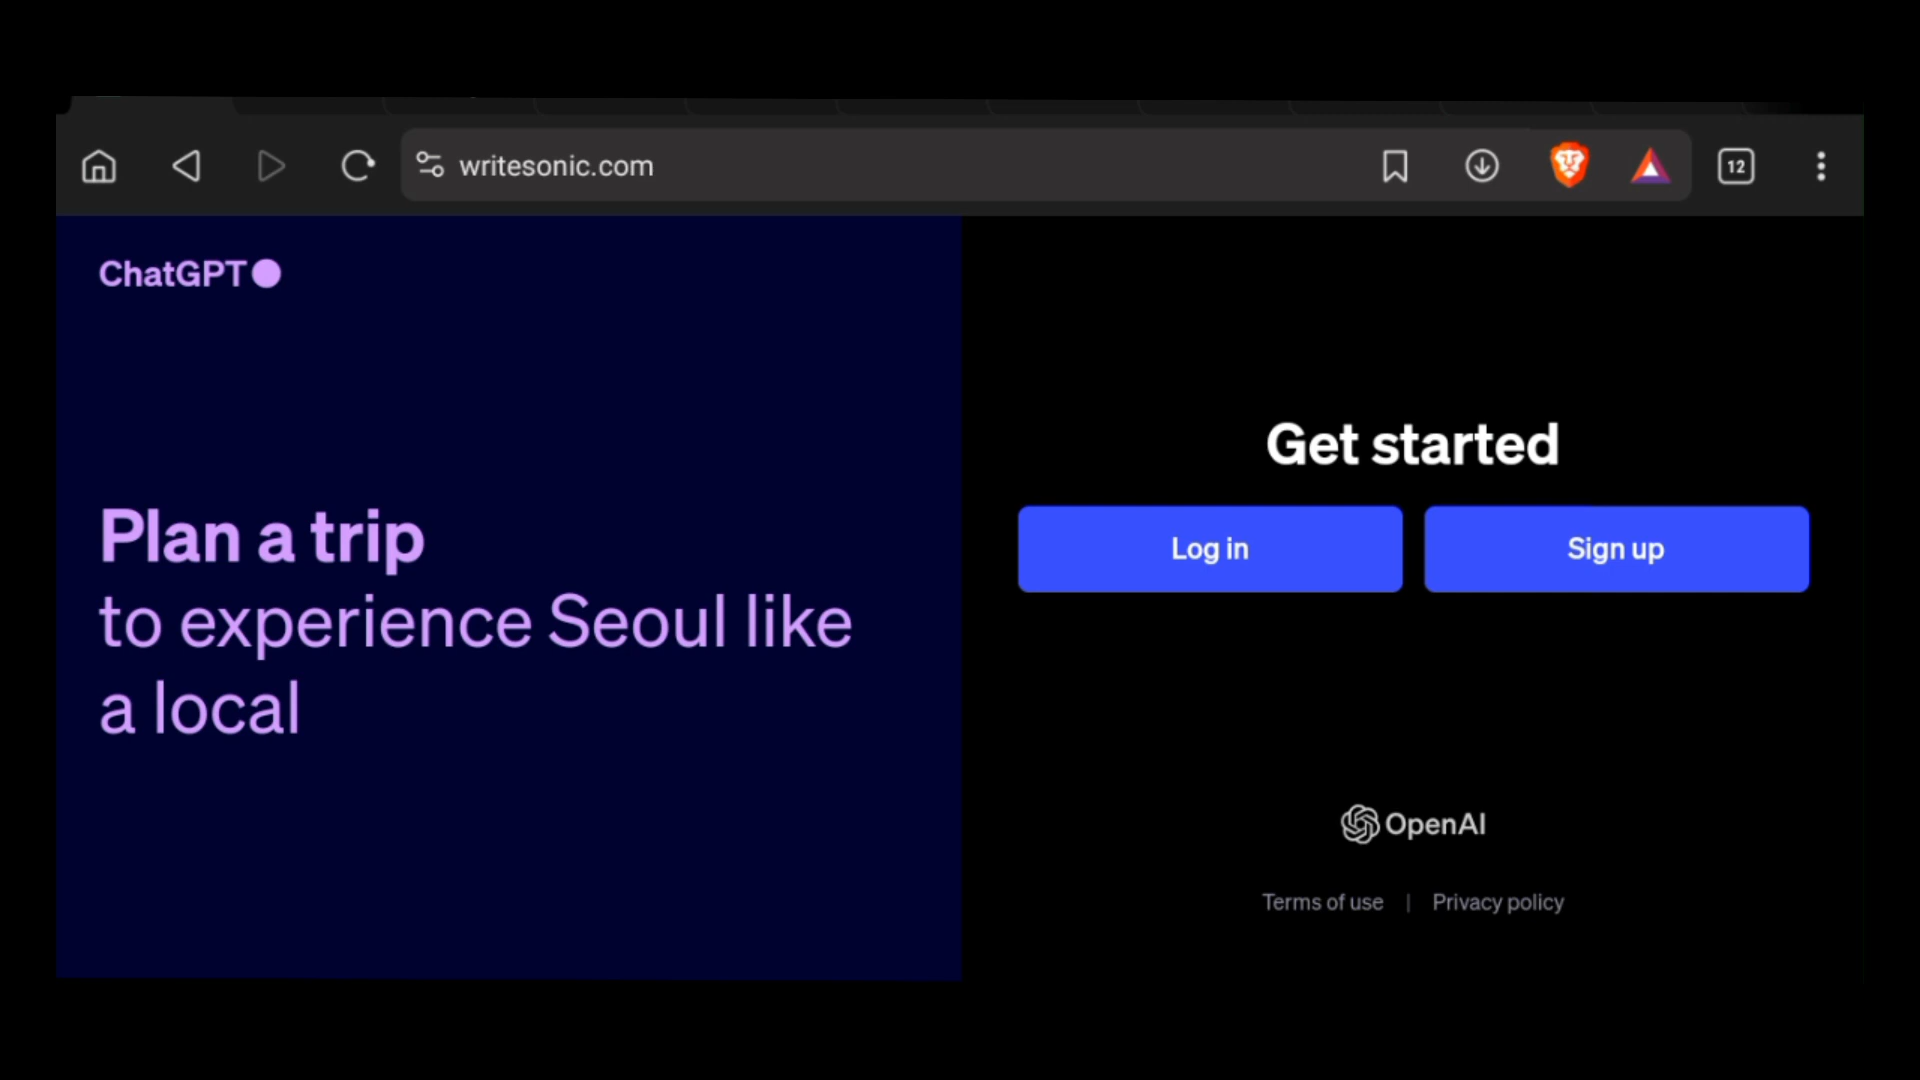 writesonic.com
12
ChatGPT
Plan a trip
to experience Seoul like
a local
Get started
Log in
Sign up
OpenAI
Terms of use | Privacy policy